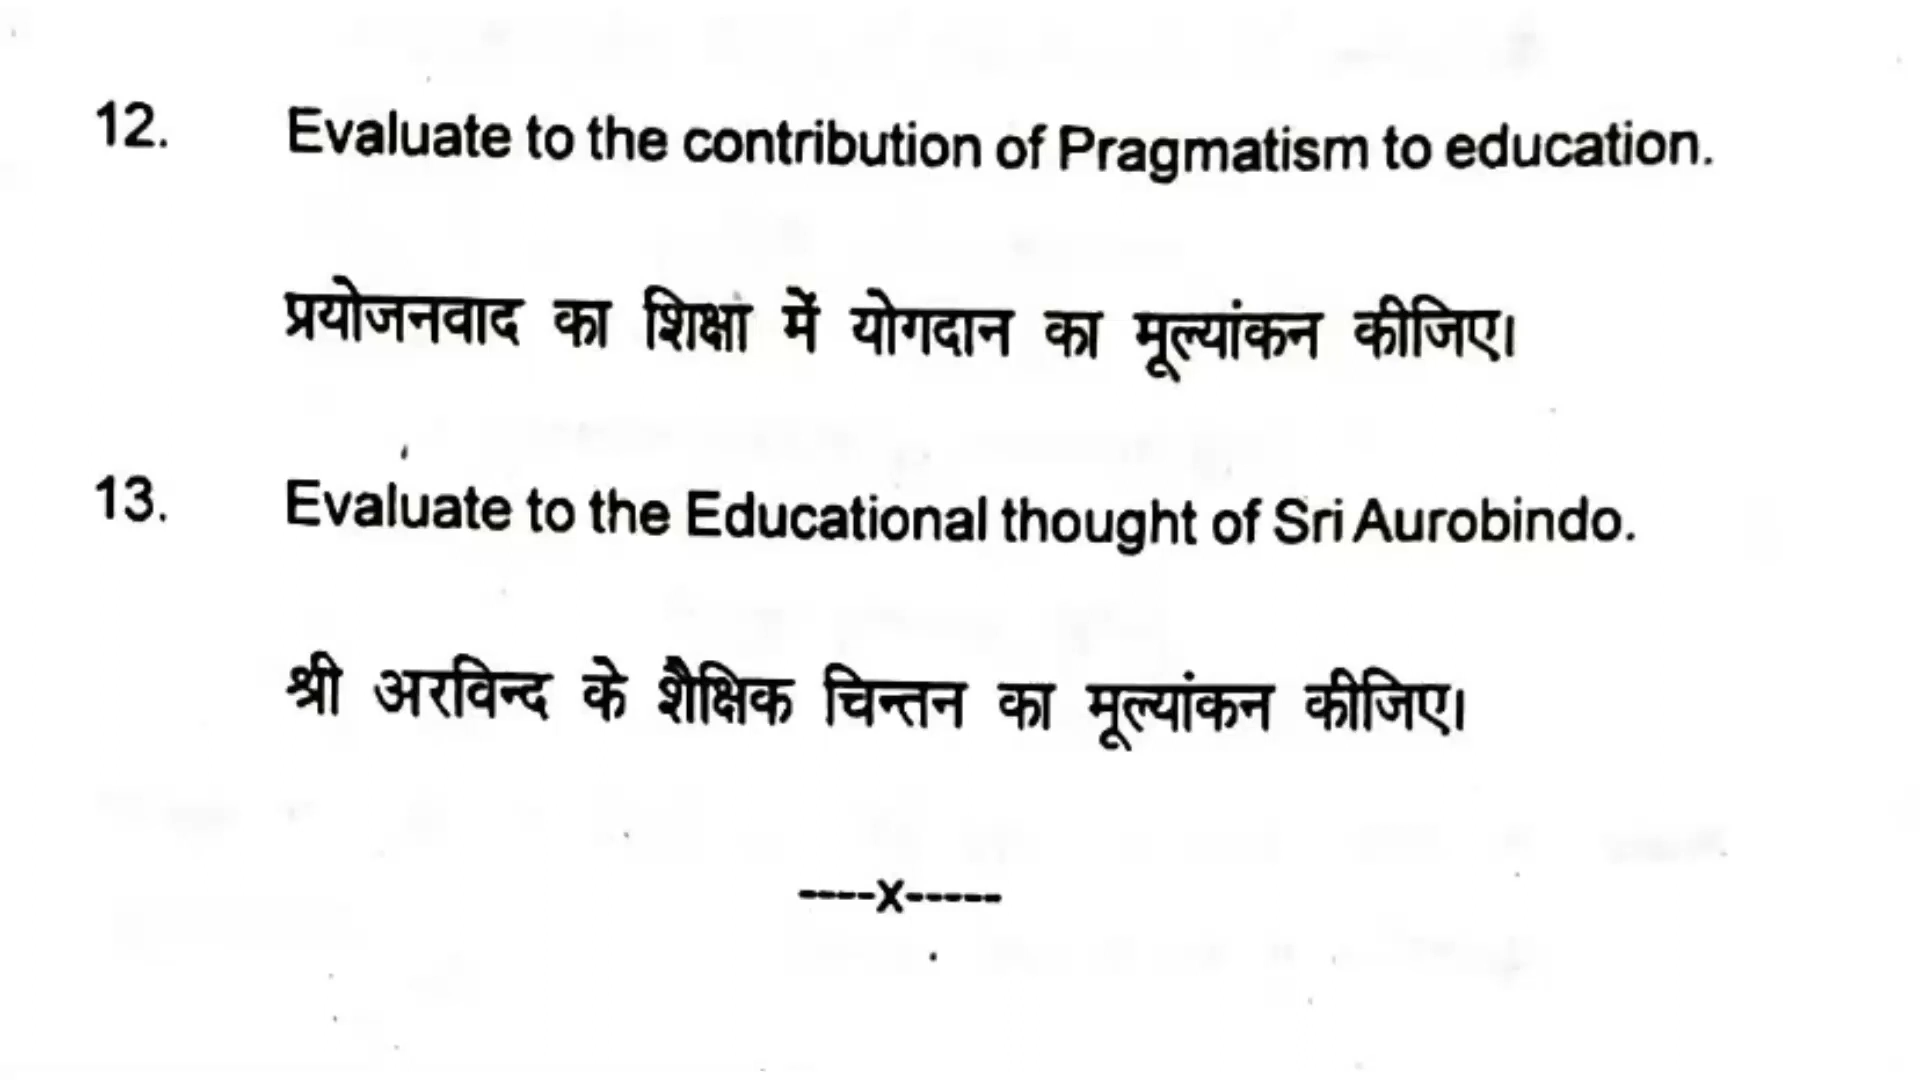 12. Evaluate to the contribution of Pragmatism to education.
प्रयोजनवाद का शिक्षा में योगदान का मूल्यांकन कीजिए।
13. Evaluate to the Educational thought of Sri Aurobindo.
श्री अरविन्द के शैक्षिक चिन्तन का मूल्यांकन कीजिए।
----x-----